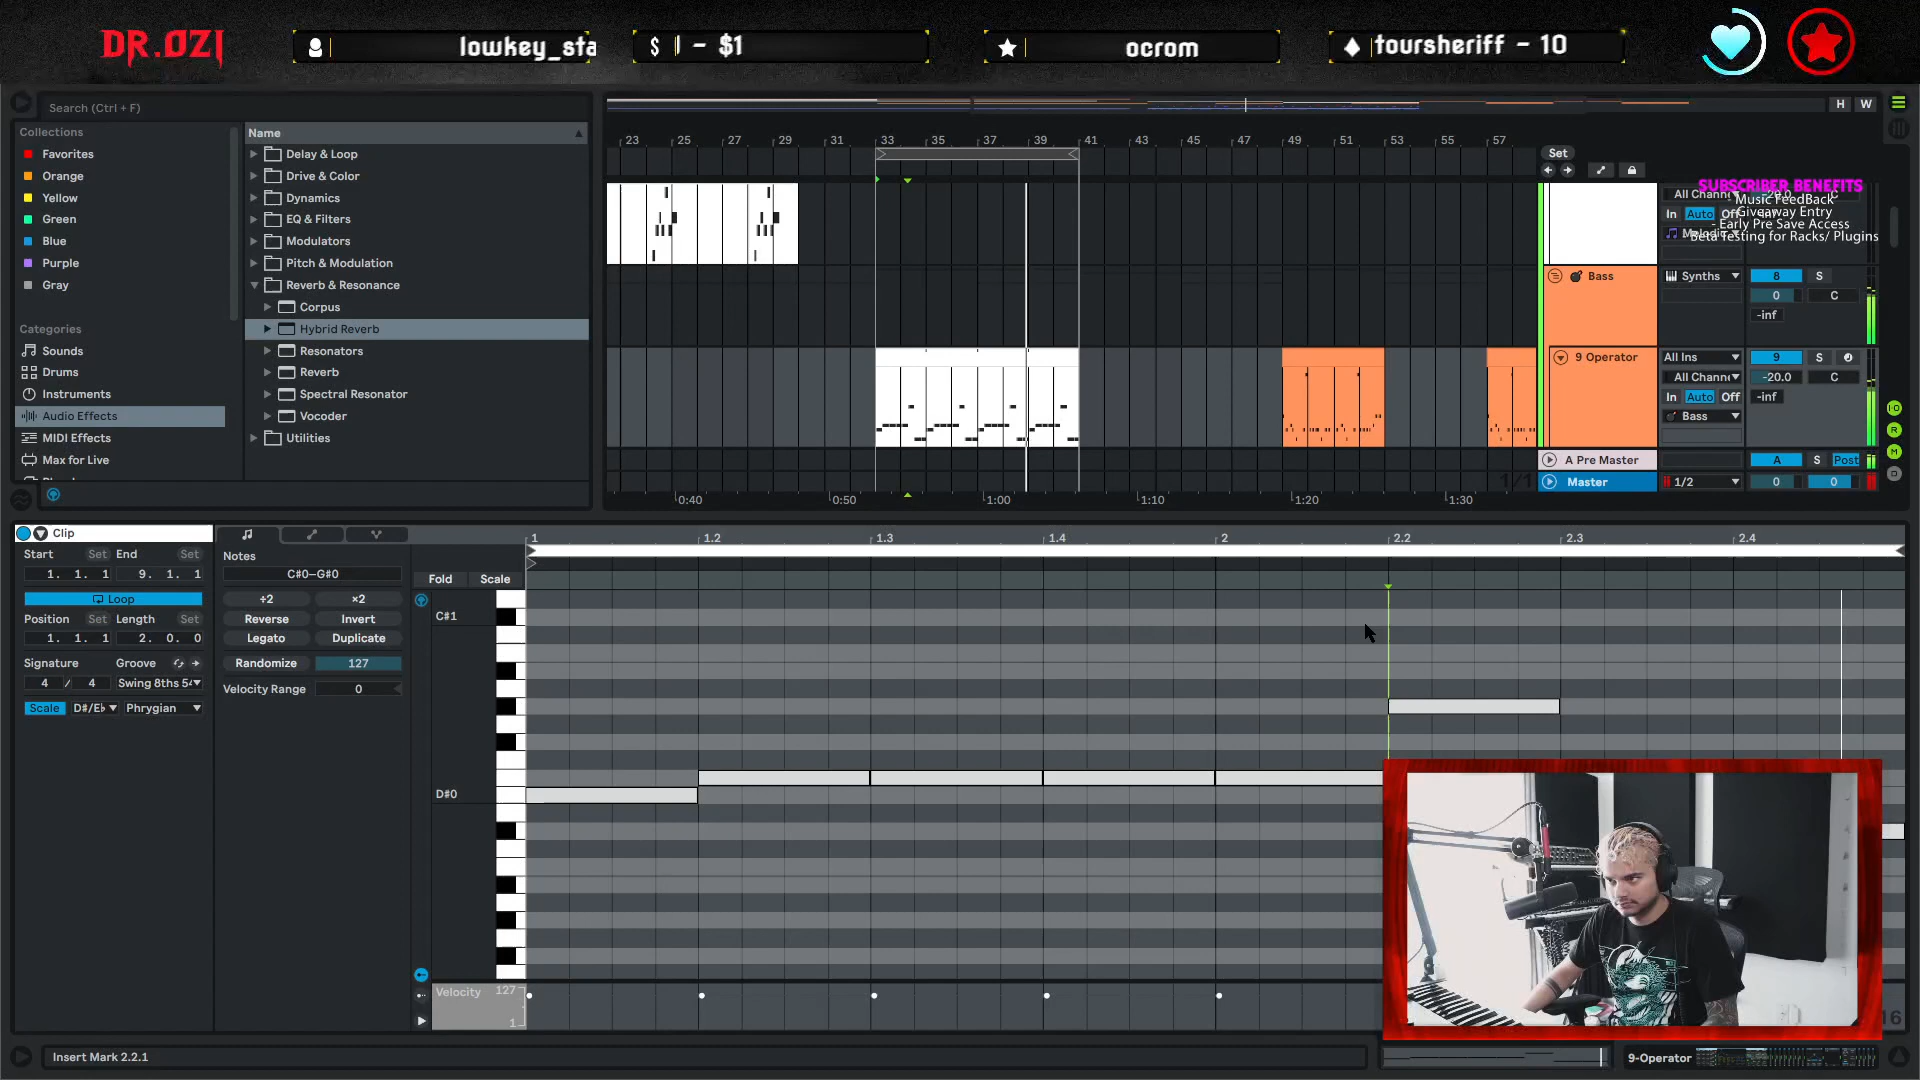 DR.OZI
lowkey_sta
$ - $1
ocrom
toursheriff - 10
Search (Ctrl + F)
Collections
Favorites
Orange
Yellow
Green
Blue
Purple
Gray
Categories
Sounds
Drums
Instruments
Audio Effects
MIDI Effects
Max for Live
Name
Delay & Loop
Drive & Color
Dynamics
EQ & Filters
Modulators
Pitch & Modulation
Reverb & Resonance
Corpus
Hybrid Reverb
Resonators
Reverb
Spectral Resonator
Vocoder
Utilities
H W
23 25 27 29 31 33 35 37 39 41 43 45 47 49 51 53 55 57
Set
SUBSCRIBER BENEFITS
- Music FeedBack
- Giveaway Entry
- Early Pre Save Access
- Beta Testing for Racks/ Plugins
All Chann
In Auto Off
Bass
Synths
8 S
0 C
-inf
9 Operator
All Ins
9 S
All Chann
-20.0 C
In Auto Off
-inf
Bass
A Pre Master
A S Post
1/1
Master
1/2
0 0
0:40 0:50 1:00 1:10 1:20 1:30
Clip
Start Set End Set
1. 1. 1 9. 1. 1
Loop
Position Set Length Set
1. 1. 1 2. 0. 0
Signature Groove
4 / 4 Swing 8ths 5
Scale D#/Eb Phrygian
Notes
C#0–G#0
÷2 ×2
Reverse Invert
Legato Duplicate
Randomize 127
Velocity Range 0
Fold Scale
1 1.2 1.3 1.4 2 2.2 2.3 2.4
C#1
D#0
Velocity 127
1
16
Insert Mark 2.2.1
9-Operator